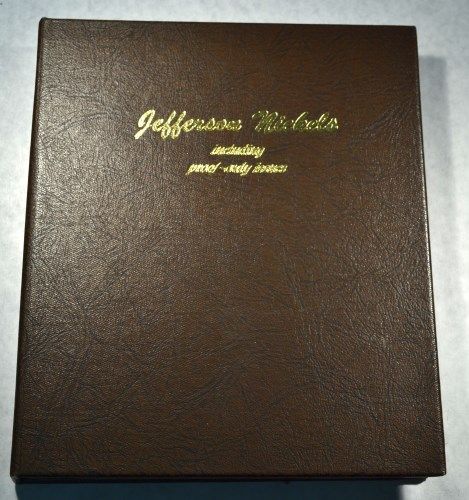 Jefferson Nickels
including
proof-only issues